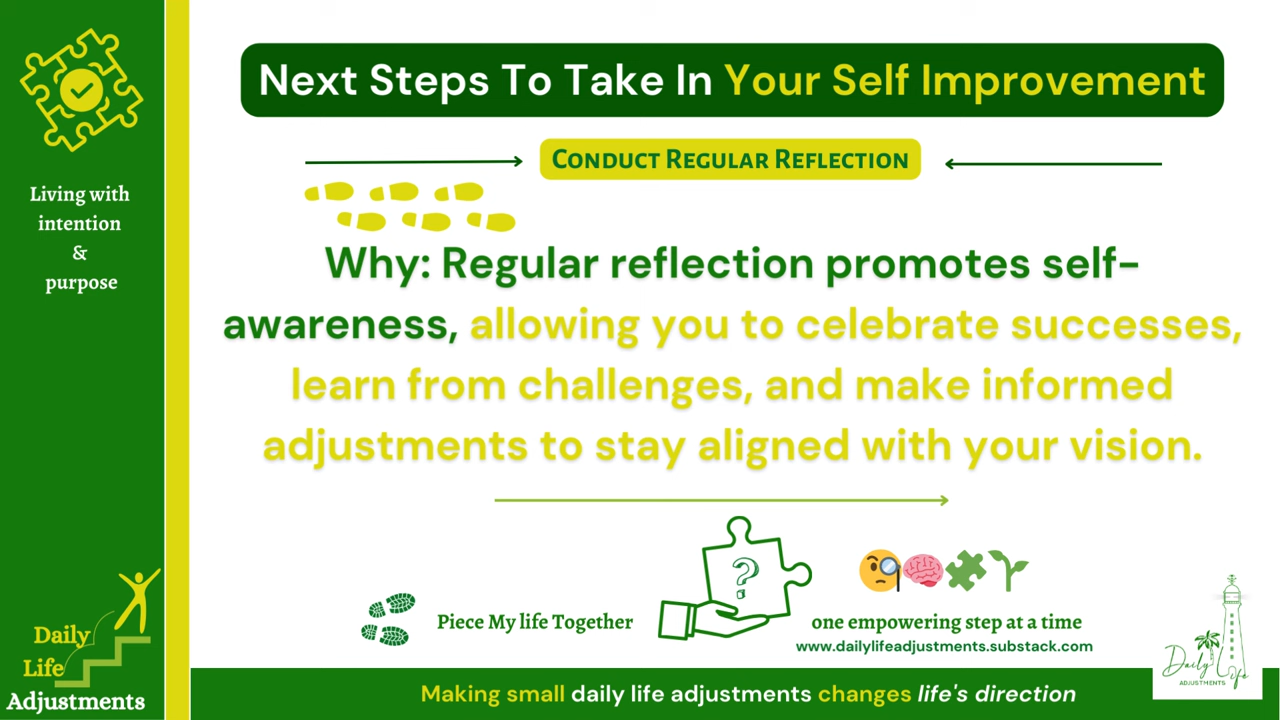 Next Steps To Take In Your Self Improvement
Conduct Regular Reflection
Living with
intention
&
purpose
Why: Regular reflection promotes self-
awareness, allowing you to celebrate successes,
learn from challenges, and make informed
adjustments to stay aligned with your vision.
?
Piece My life Together
one empowering step at a time
www.dailylifeadjustments.substack.com
Daily
Life
Adjustments
Making small daily life adjustments changes life's direction
Daily Life
ADJUSTMENTS